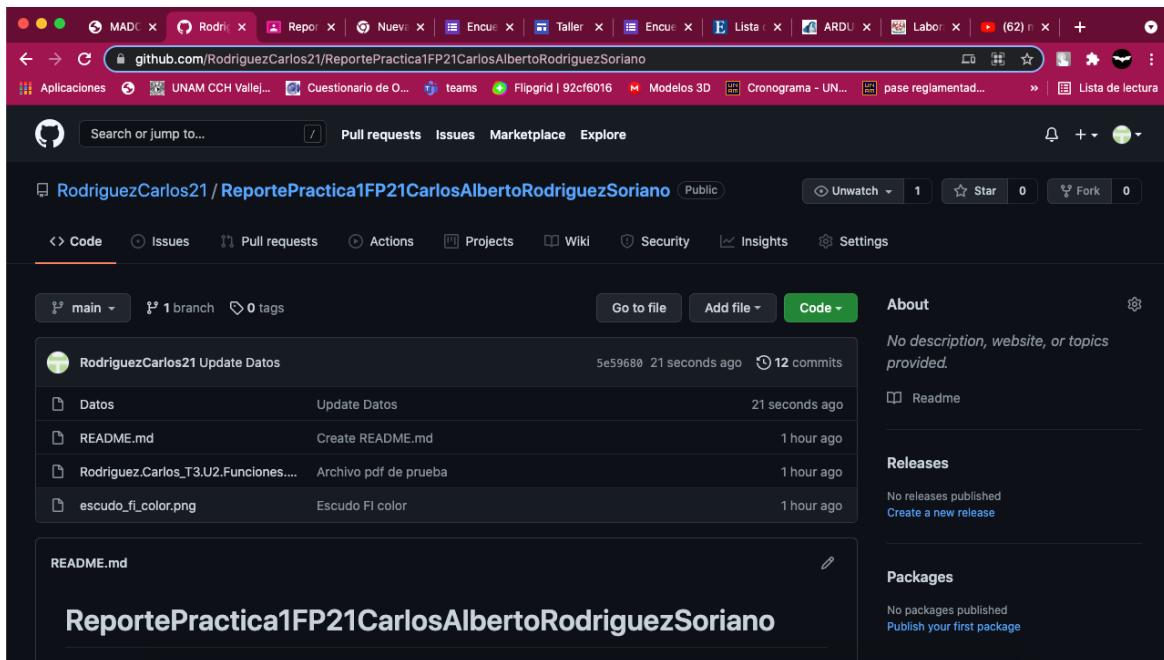 MADO
Rodrig
Repor
Nueva
Encue
Taller
Encue
Lista d
ARDU
Labor
(62) n
github.com/RodriguezCarlos21/ReportePractica1FP21CarlosAlbertoRodriguezSoriano
Aplicaciones UNAM CCH Vallej... Cuestionario de O... teams Flipgrid | 92cf6016 Modelos 3D Cronograma - UN... pase reglamentad... » Lista de lectura
Search or jump to... / Pull requests Issues Marketplace Explore
RodriguezCarlos21 / ReportePractica1FP21CarlosAlbertoRodriguezSoriano Public Unwatch 1 Star 0 Fork 0
<> Code Issues Pull requests Actions Projects Wiki Security Insights Settings
main 1 branch 0 tags Go to file Add file Code
RodriguezCarlos21 Update Datos 5e59680 21 seconds ago 12 commits
Datos Update Datos 21 seconds ago
README.md Create README.md 1 hour ago
Rodriguez.Carlos_T3.U2.Funciones.... Archivo pdf de prueba 1 hour ago
escudo_fi_color.png Escudo FI color 1 hour ago
README.md
ReportePractica1FP21CarlosAlbertoRodriguezSoriano
About
No description, website, or topics
provided.
Readme
Releases
No releases published
Create a new release
Packages
No packages published
Publish your first package